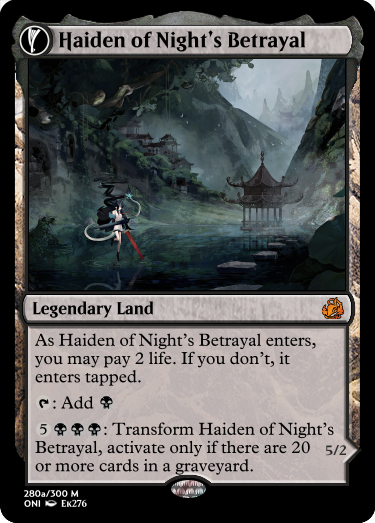 Haiden of Night's Betrayal
Legendary Land
As Haiden of Night's Betrayal enters,
you may pay 2 life. If you don't, it
enters tapped.
: Add
5 : Transform Haiden of Night's
Betrayal, activate only if there are 20
or more cards in a graveyard.
5/2
280a/300 M
ONI Ek276